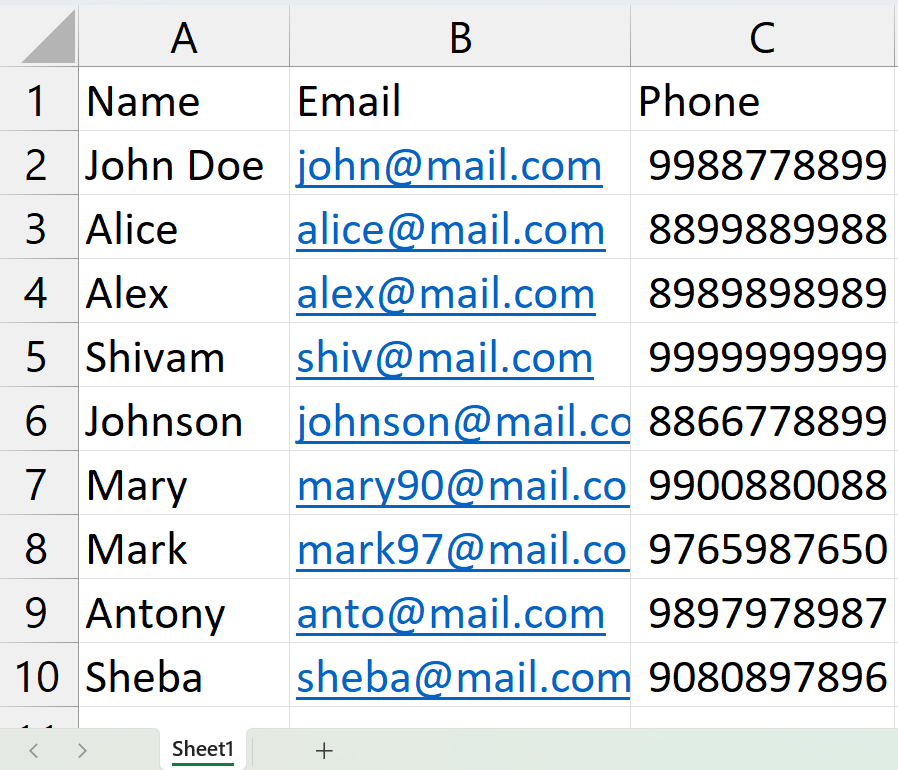 A B C
1 Name Email Phone
2 John Doe john@mail.com 9988778899
3 Alice alice@mail.com 8899889988
4 Alex alex@mail.com 8989898989
5 Shivam shiv@mail.com 9999999999
6 Johnson johnson@mail.co 8866778899
7 Mary mary90@mail.co 9900880088
8 Mark mark97@mail.co 9765987650
9 Antony anto@mail.com 9897978987
10 Sheba sheba@mail.com 9080897896
Sheet1